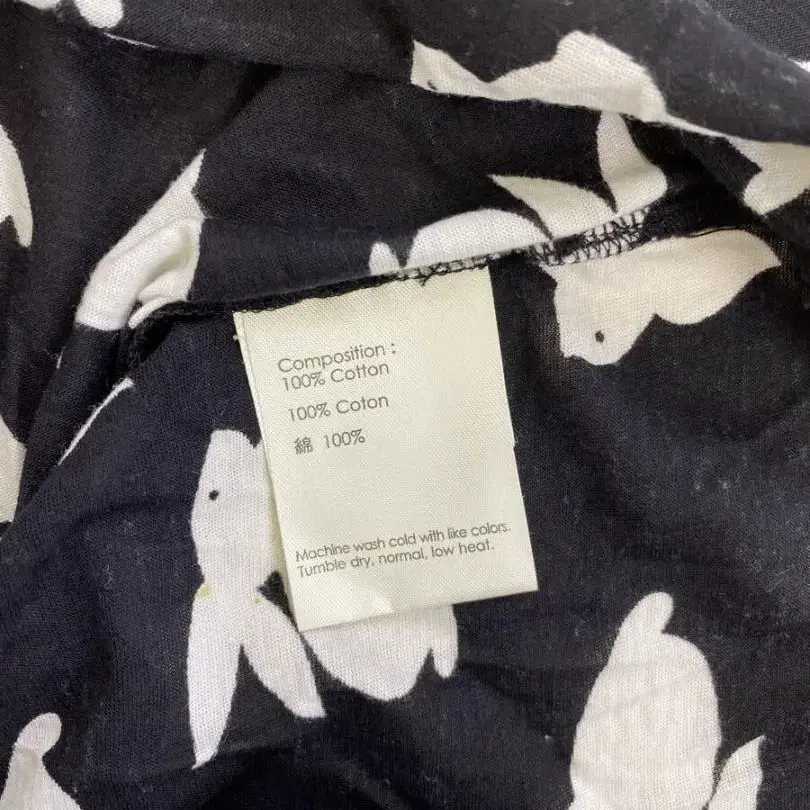 Composition :
100% Cotton
100% Coton
綿 100%
Machine wash cold with like colors.
Tumble dry, normal, low heat.